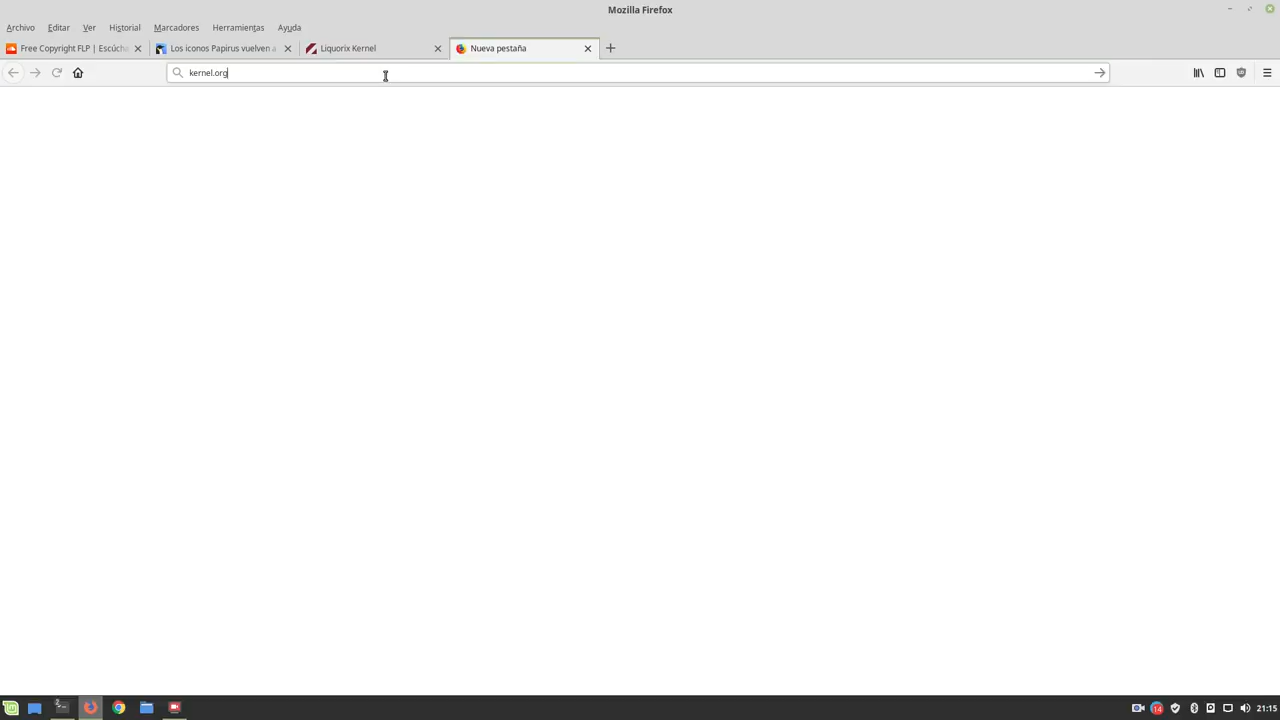 Mozilla Firefox
Archivo Editar Ver Historial Marcadores Herramientas Ayuda
Free Copyright FLP | Escúcha Los iconos Papirus vuelven a Liquorix Kernel Nueva pestaña
kernel.org
14 21:15